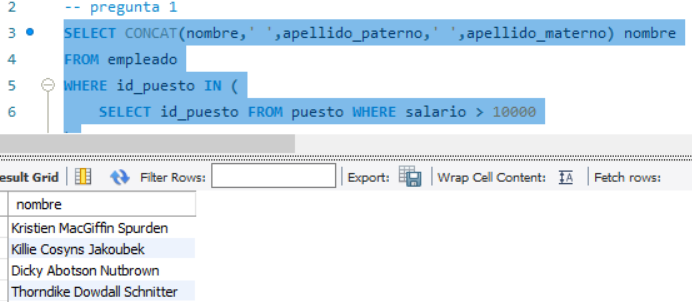 2 -- pregunta 1
3 SELECT CONCAT(nombre,' ',apellido_paterno,' ',apellido_materno) nombre
4 FROM empleado
5 WHERE id_puesto IN (
6 SELECT id_puesto FROM puesto WHERE salario > 10000
esult Grid Filter Rows: Export: Wrap Cell Content: Fetch rows:
nombre
Kristien MacGiffin Spurden
Killie Cosyns Jakoubek
Dicky Abotson Nutbrown
Thorndike Dowdall Schnitter